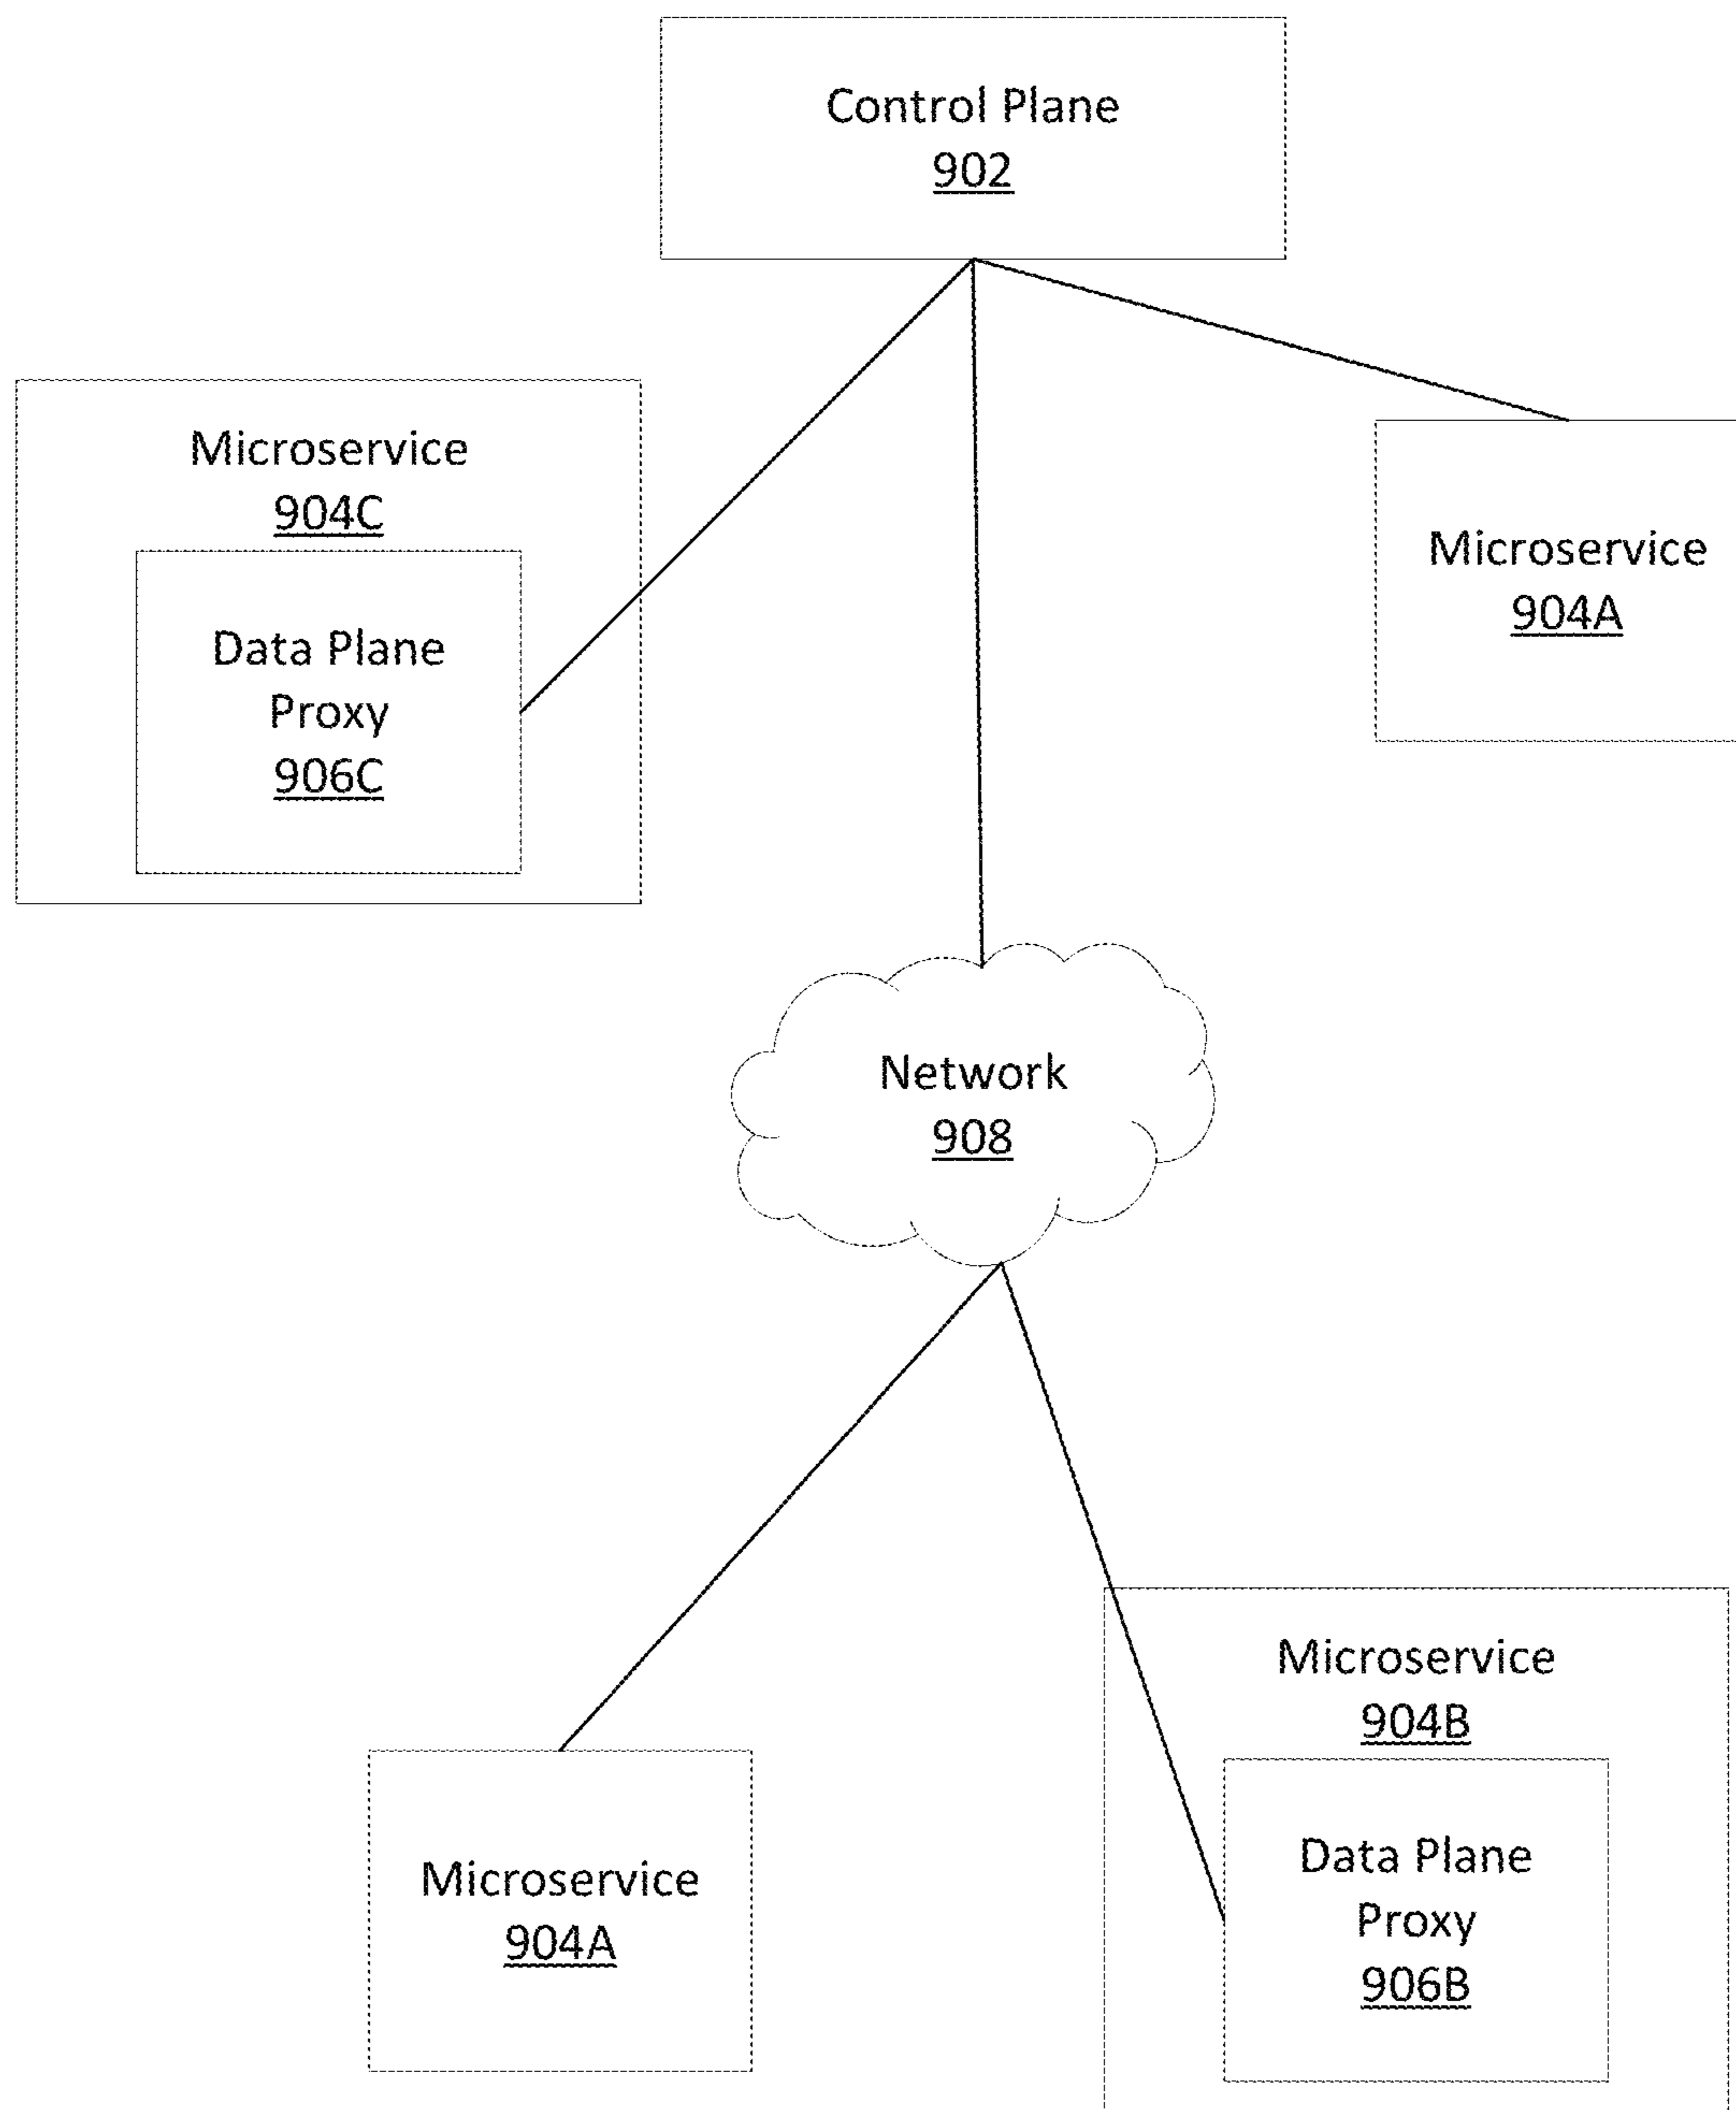 Control Plane
902
Microservice
904C
Data Plane
Proxy
906C
Microservice
904A
Network
908
Microservice
904A
Microservice
904B
Data Plane
Proxy
906B